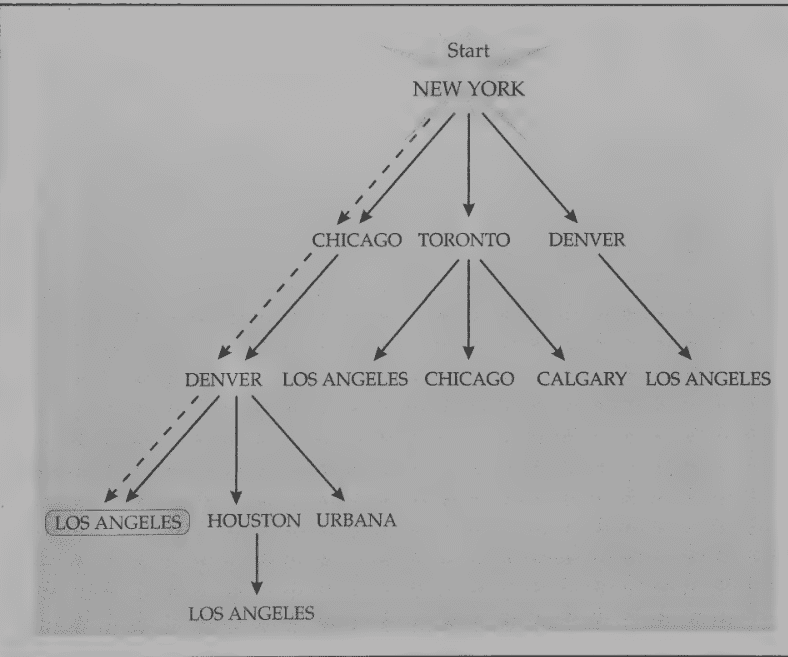 Start
NEW YORK
CHICAGO TORONTO DENVER
DENVER LOS ANGELES CHICAGO CALGARY LOS ANGELES
LOS ANGELES HOUSTON URBANA
LOS ANGELES